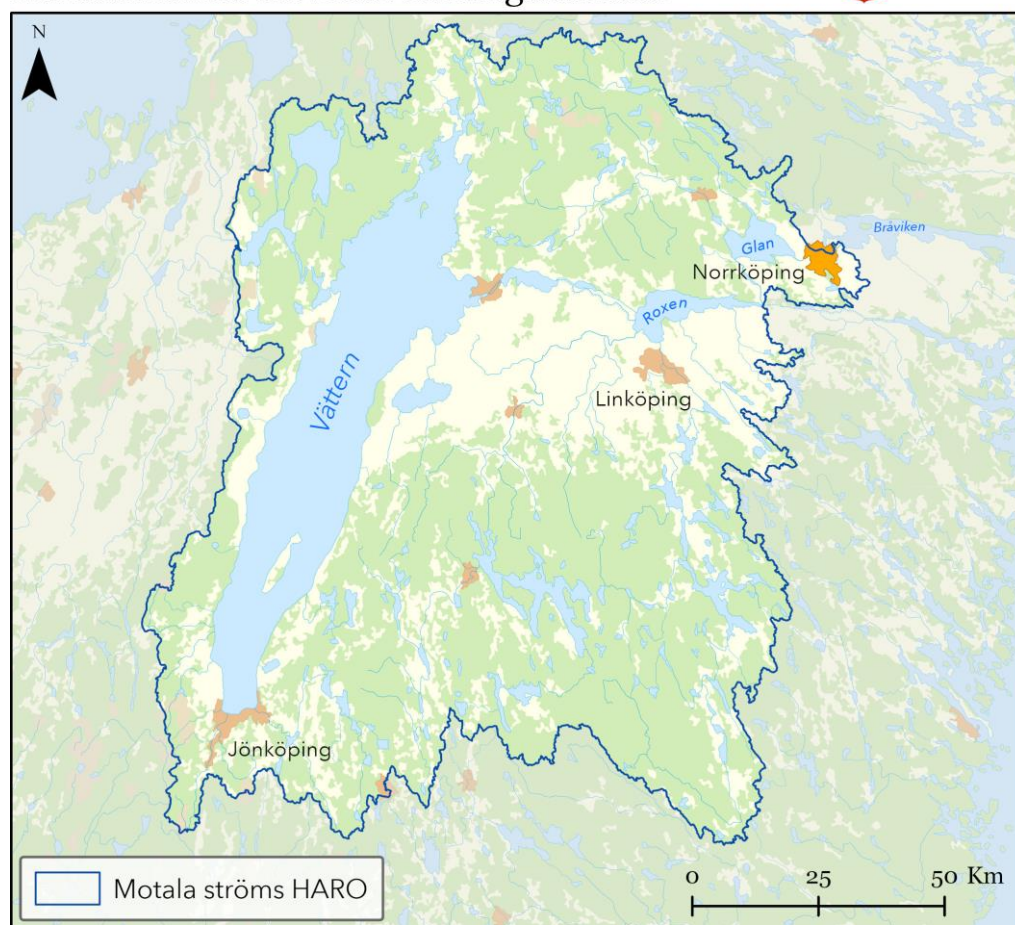 N
Bråviken
Glan
Norrköping
Roxen
Vättern
Linköping
Jönköping
Motala ströms HARO
0 25 50 Km